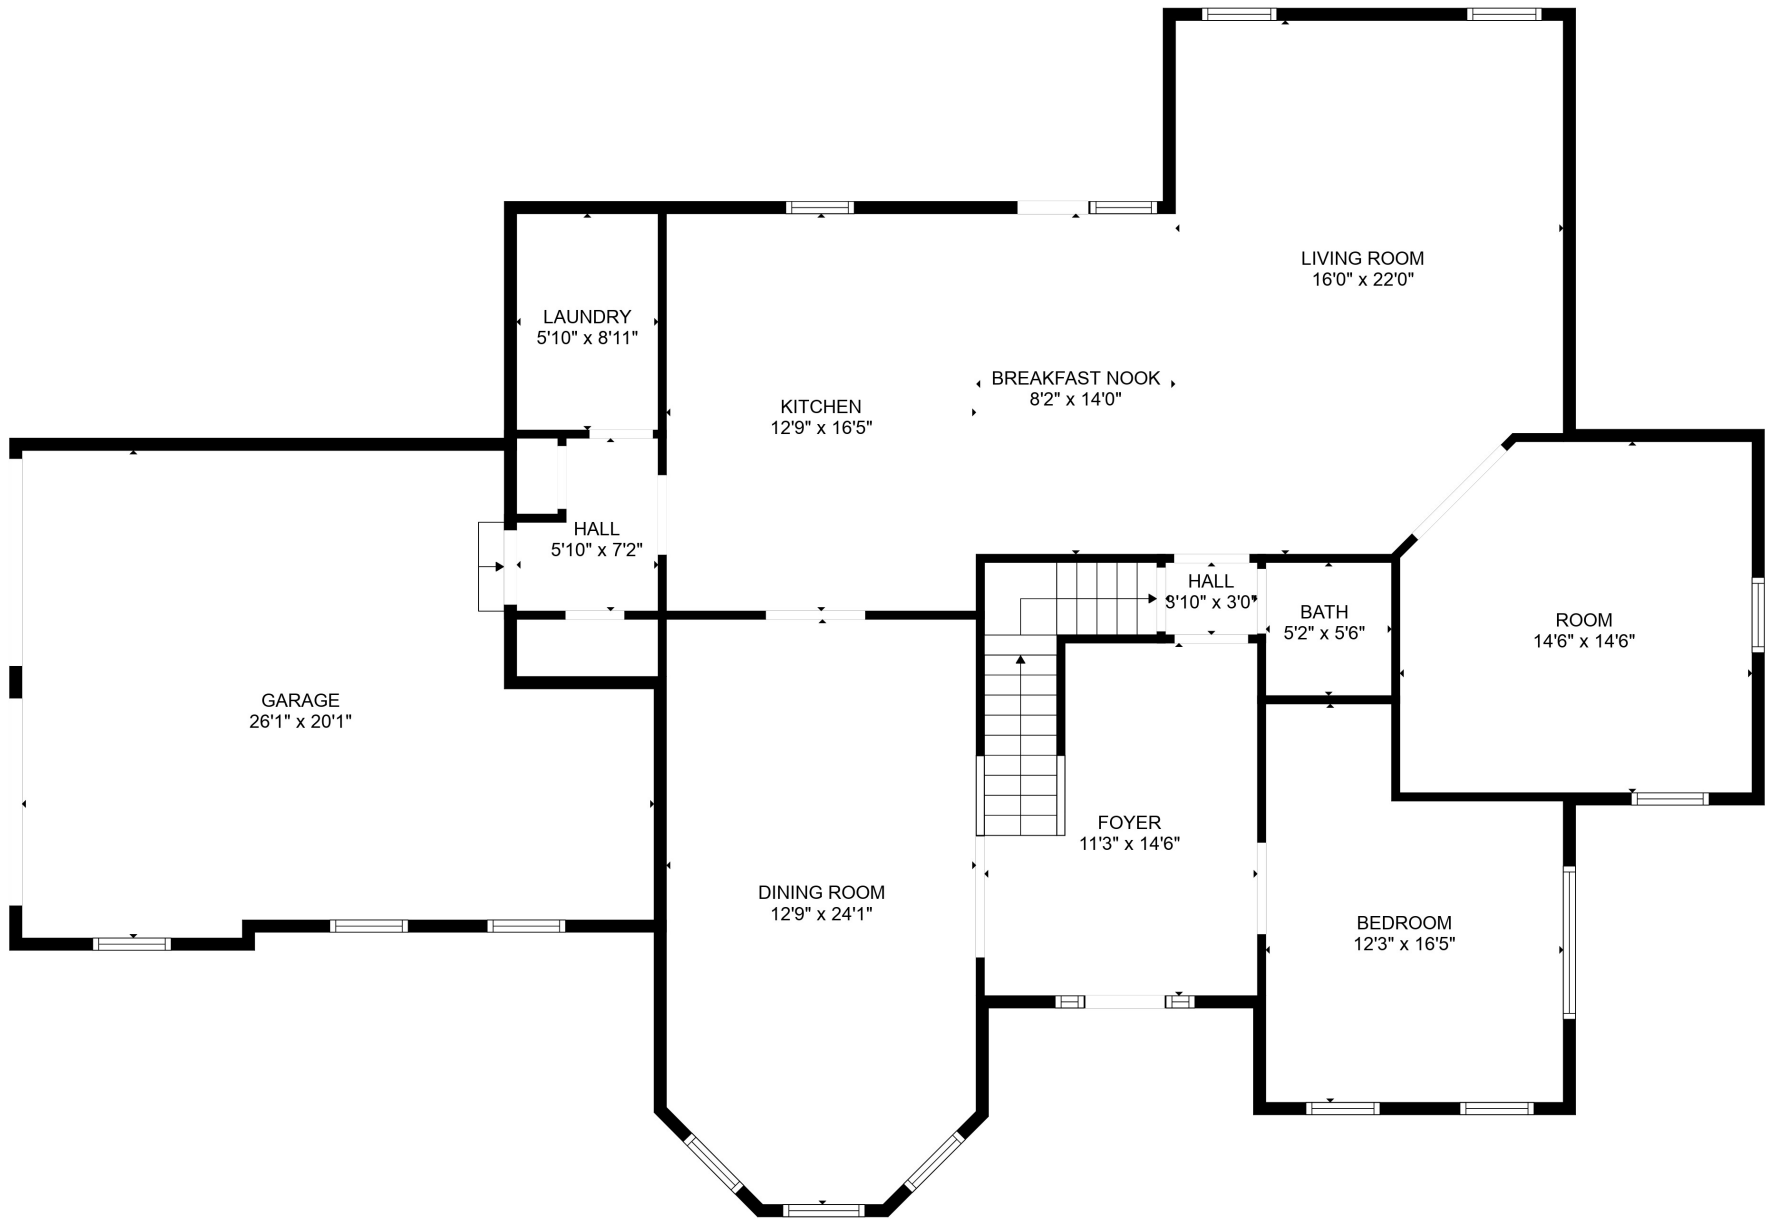 LIVING ROOM
16'0" x 22'0"
LAUNDRY
5'10" x 8'11"
BREAKFAST NOOK
8'2" x 14'0"
KITCHEN
12'9" x 16'5"
HALL
5'10" x 7'2"
HALL
3'10" x 3'0"
BATH
5'2" x 5'6"
ROOM
14'6" x 14'6"
GARAGE
26'1" x 20'1"
FOYER
11'3" x 14'6"
DINING ROOM
12'9" x 24'1"
BEDROOM
12'3" x 16'5"